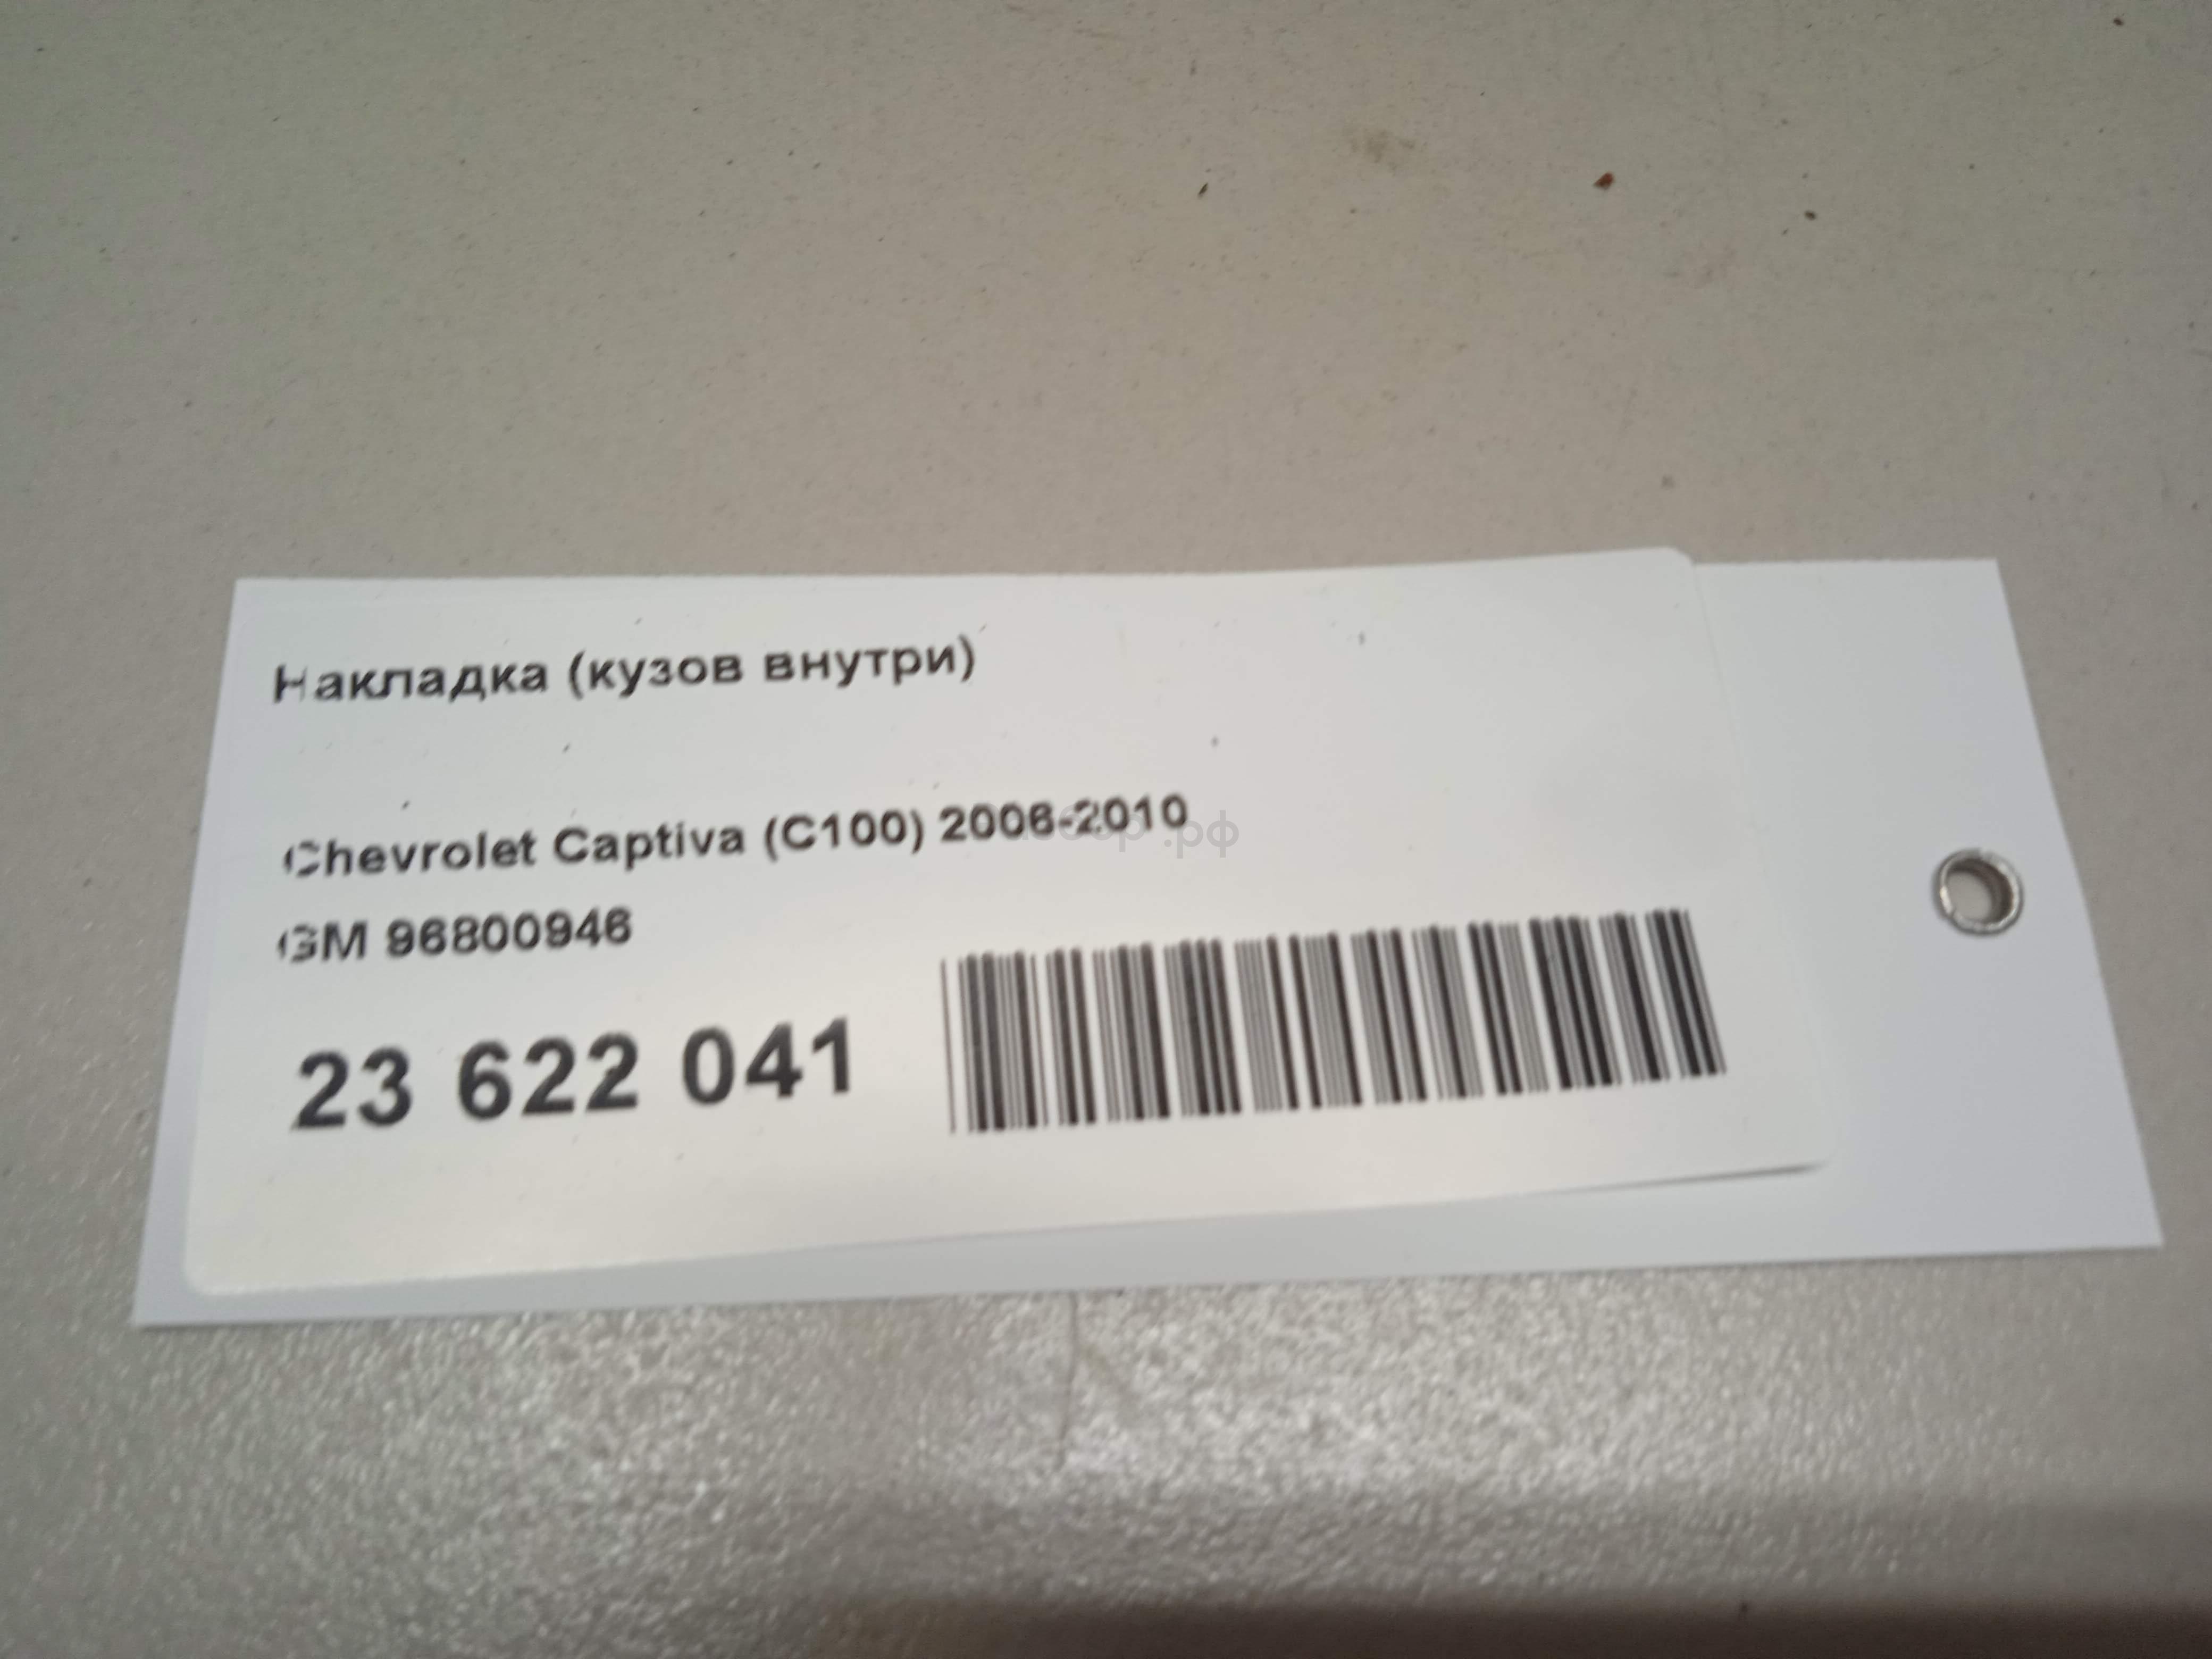 Накладка (кузов внутри)
Chevrolet Captiva (C100) 2006-2010
GM 96800946
23 622 041